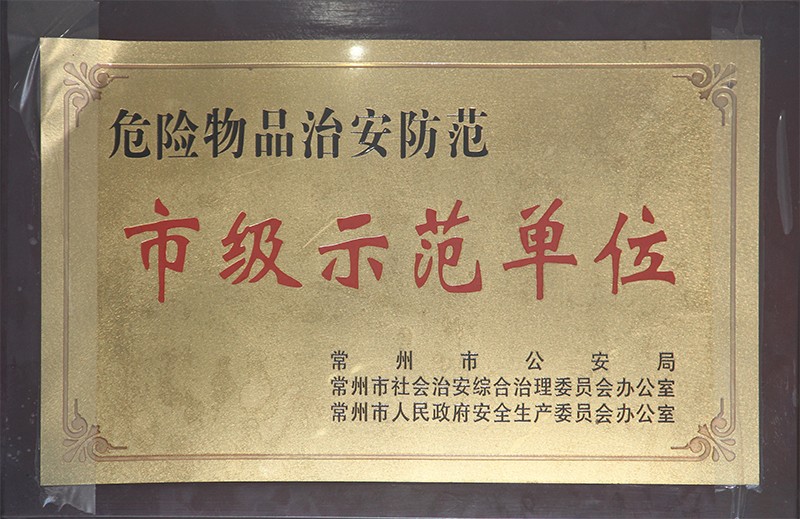 危险物品治安防范
市级示范单位
常州市公安局
常州市社会治安综合治理委员会办公室
常州市人民政府安全生产委员会办公室